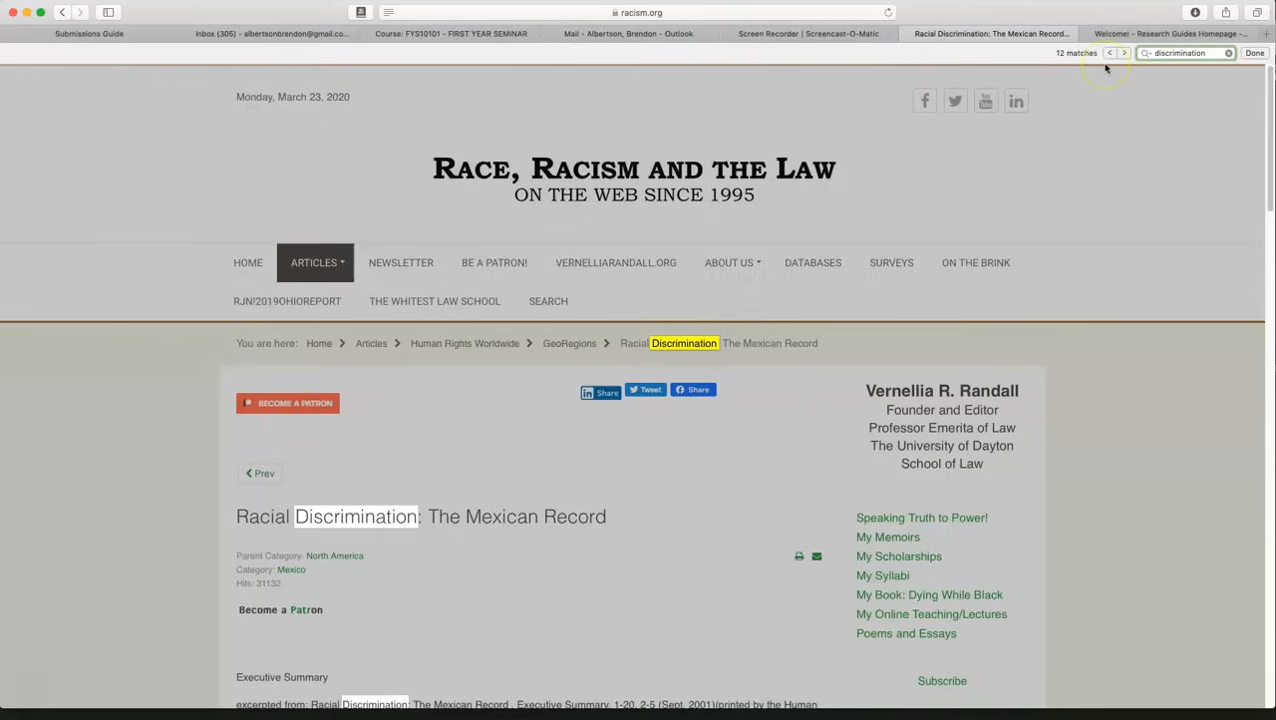 racism.org
Submissions Guide
Inbox (305) - albertsonbrendon@gmail.co...
Course: FYS10101 - FIRST YEAR SEMINAR
Mail - Albertson, Brendon - Outlook
Screen Recorder | Screencast-O-Matic
Racial Discrimination: The Mexican Record...
Welcome! - Research Guides Homepage -...
12 matches
discrimination
Done
Monday, March 23, 2020
You Tube
RACE, RACISM AND THE LAW
ON THE WEB SINCE 1995
HOME ARTICLES NEWSLETTER BE A PATRON! VERNELLIARANDALL.ORG ABOUT US DATABASES SURVEYS ON THE BRINK
RJN!2019OHIOREPORT THE WHITEST LAW SCHOOL SEARCH
You are here: Home Articles Human Rights Worldwide GeoRegions Racial Discrimination The Mexican Record
BECOME A PATRON
Share Tweet Share
Prev
Racial Discrimination: The Mexican Record
Parent Category: North America
Category: Mexico
Hits: 31132
Become a Patron
Executive Summary
excerpted from: Racial Discrimination: The Mexican Record , Executive Summary, 1-20, 2-5 (Sept. 2001)(printed by the Human
Vernellia R. Randall
Founder and Editor
Professor Emerita of Law
The University of Dayton
School of Law
Speaking Truth to Power!
My Memoirs
My Scholarships
My Syllabi
My Book: Dying While Black
My Online Teaching/Lectures
Poems and Essays
Subscribe